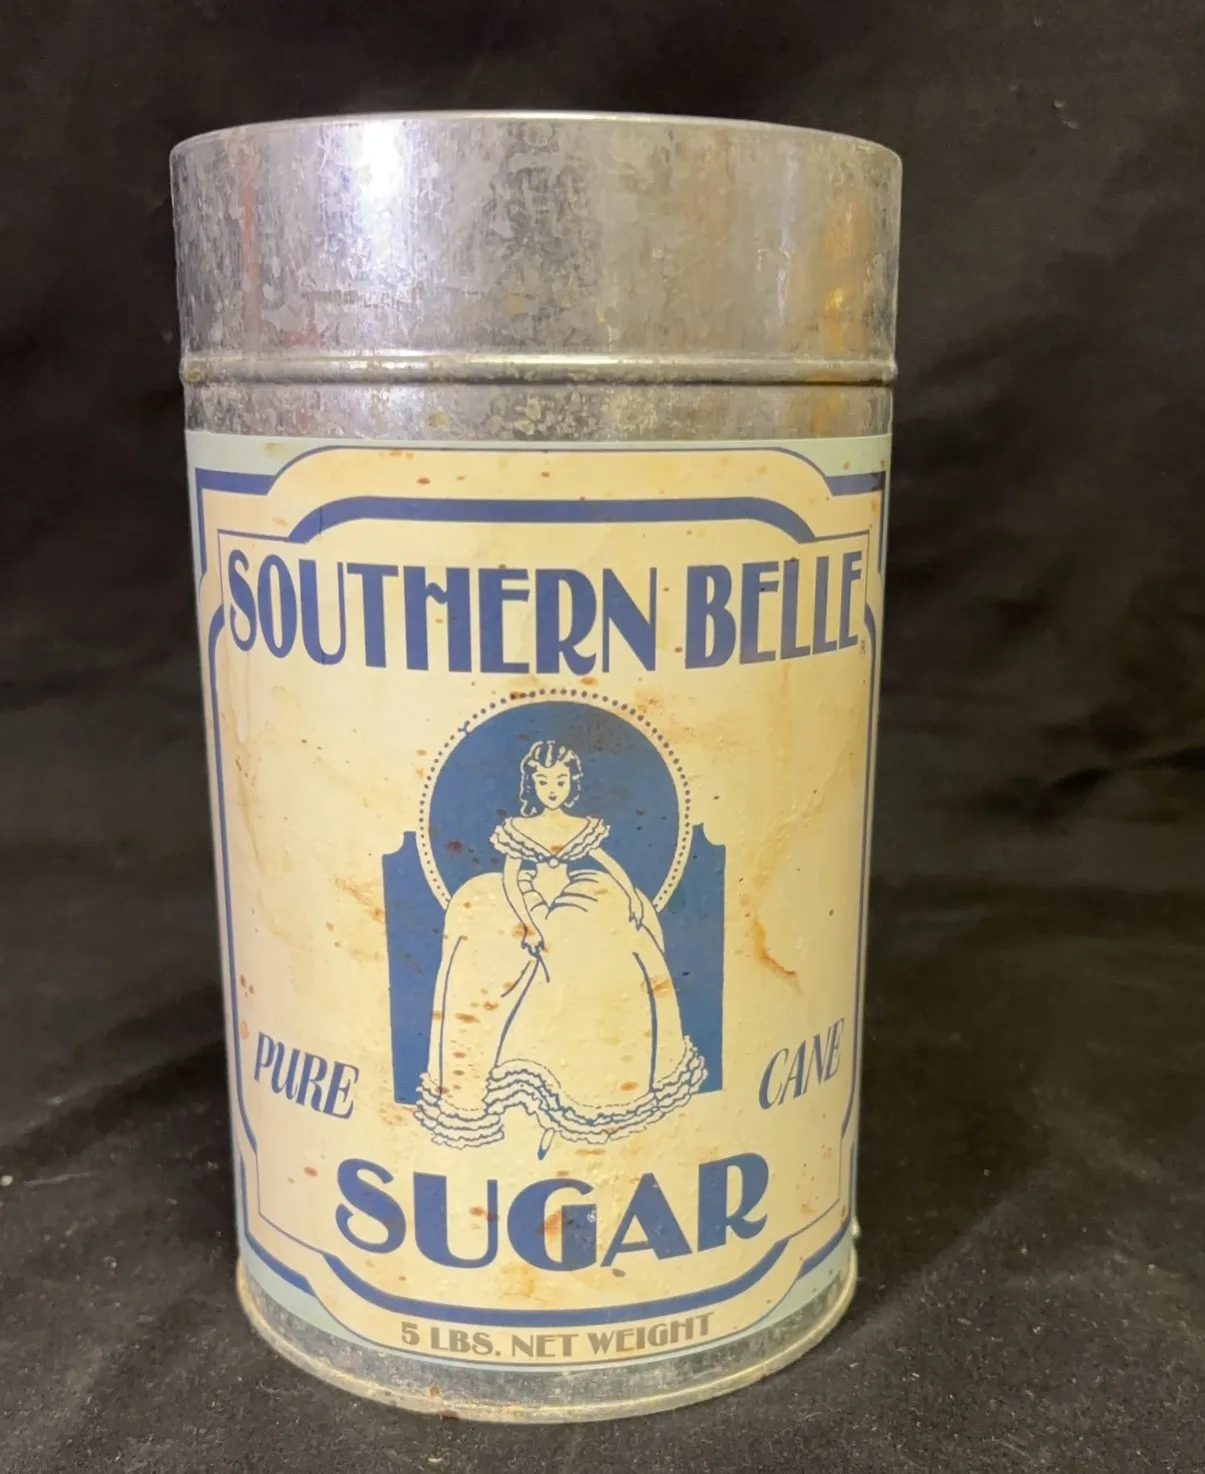 SOUTHERN BELLE®
PURE CANE
SUGAR
5 LBS. NET WEIGHT